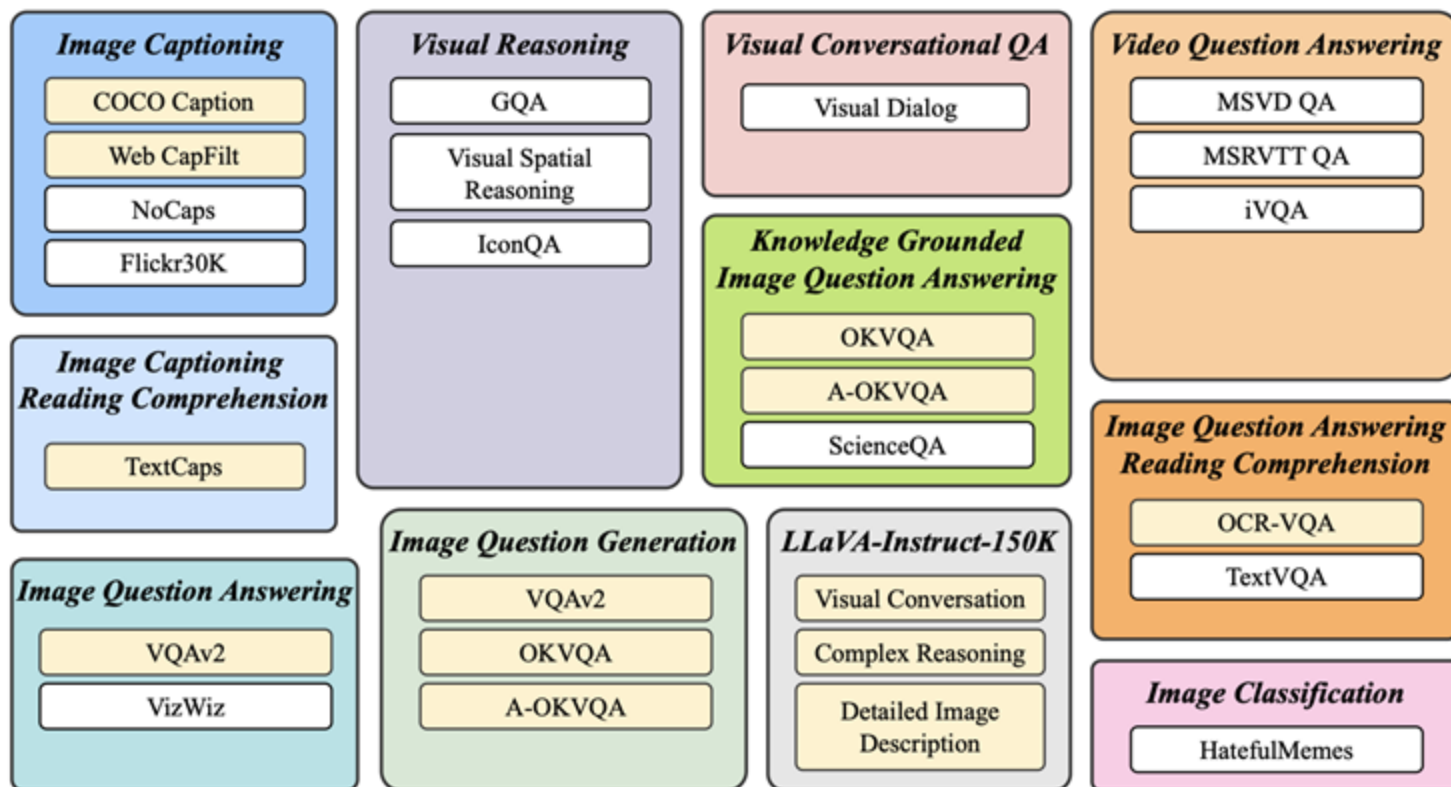 Image Captioning
COCO Caption
Web CapFilt
NoCaps
Flickr30K
Image Captioning
Reading Comprehension
TextCaps
Image Question Answering
VQAv2
VizWiz
Visual Reasoning
GQA
Visual Spatial
Reasoning
IconQA
Image Question Generation
VQAv2
OKVQA
A-OKVQA
Visual Conversational QA
Visual Dialog
Knowledge Grounded
Image Question Answering
OKVQA
A-OKVQA
ScienceQA
LLaVA-Instruct-150K
Visual Conversation
Complex Reasoning
Detailed Image
Description
Video Question Answering
MSVD QA
MSRVTT QA
iVQA
Image Question Answering
Reading Comprehension
OCR-VQA
TextVQA
Image Classification
HatefulMemes